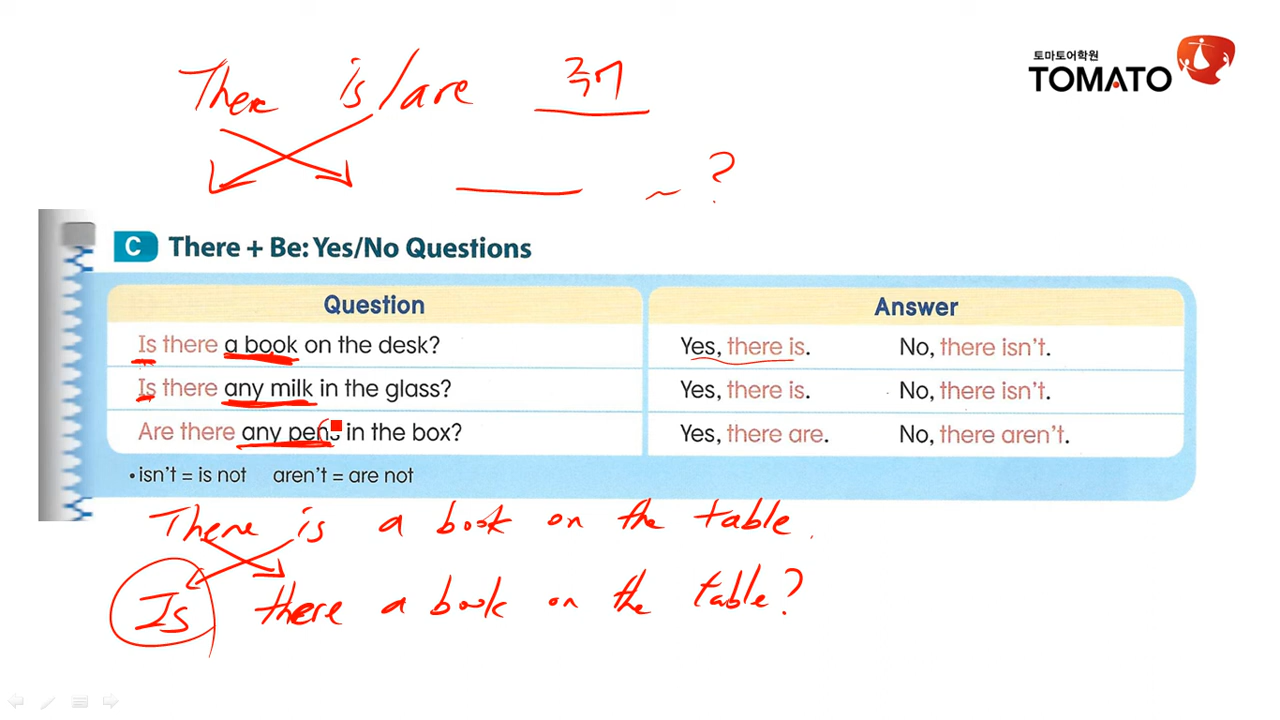 토마토어학원
TOMATO
There is/are 주어
~ ?
C There + Be: Yes/No Questions
Question Answer
Is there a book on the desk? Yes, there is. No, there isn't.
Is there any milk in the glass? Yes, there is. No, there isn't.
Are there any pens in the box? Yes, there are. No, there aren't.
• isn't = is not aren't = are not
There is a book on the table.
Is there a book on the table?